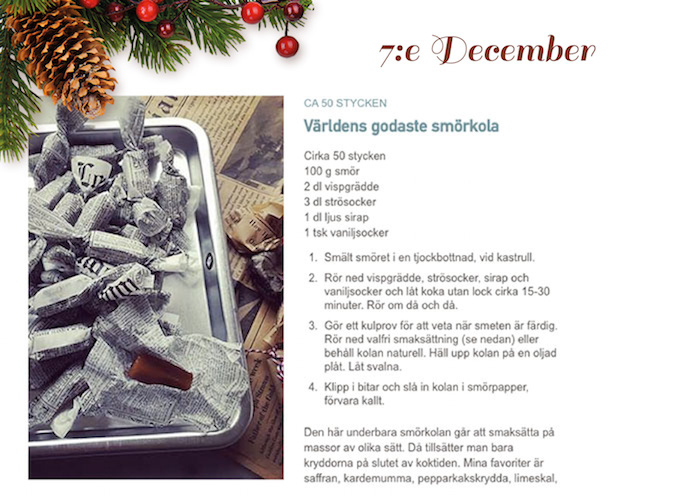 7:e December
CA 50 STYCKEN
Världens godaste smörkola
Cirka 50 stycken
100 g smör
2 dl vispgrädde
3 dl strösocker
1 dl ljus sirap
1 tsk vaniljsocker
1. Smält smöret i en tjockbottnad, vid kastrull.
2. Rör ned vispgrädde, strösocker, sirap och
vaniljsocker och låt koka utan lock cirka 15-30
minuter. Rör om då och då.
3. Gör ett kulprov för att veta när smeten är färdig.
Rör ned valfri smaksättning (se nedan) eller
behåll kolan naturell. Häll upp kolan på en oljad
plåt. Låt svalna.
4. Klipp i bitar och slå in kolan i smörpapper,
förvara kallt.
Den här underbara smörkolan går att smaksätta på
massor av olika sätt. Då tillsätter man bara
kryddorna på slutet av koktiden. Mina favoriter är
saffran, kardemumma, pepparkakskrydda, limeskal,